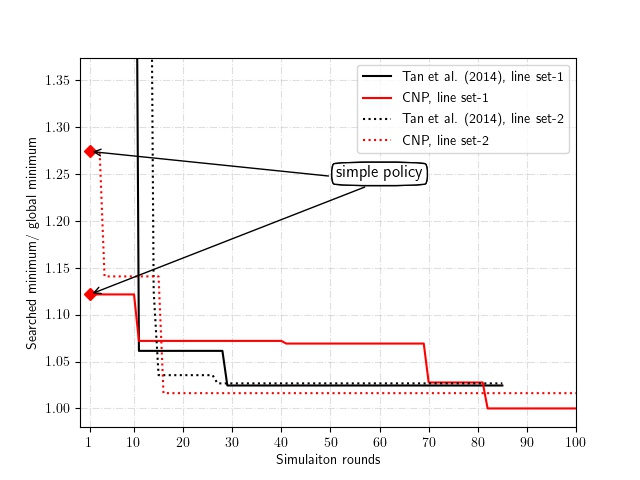 Tan et al. (2014), line set-1
CNP, line set-1
Tan et al. (2014), line set-2
CNP, line set-2
simple policy
Searched minimum/ global minimum
1.35
1.30
1.25
1.20
1.15
1.10
1.05
1.00
1 10 20 30 40 50 60 70 80 90 100
Simulaiton rounds